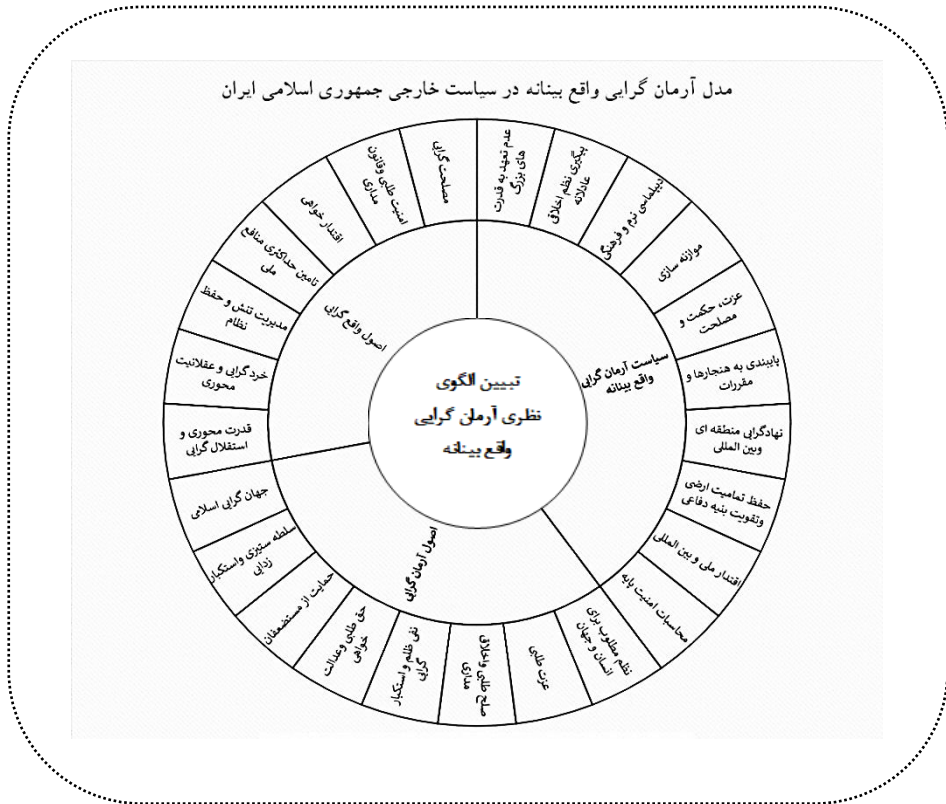 مدل آرمان گرایی واقع بینانه در سیاست خارجی جمهوری اسلامی ایران
تبیین الگوی
نظری آرمان گرایی
واقع بینانه
سیاست آرمان گرایی
واقع بینانه
عدم تعهد به قدرت
های بزرگ
پیگیری نظم اخلاقی
عادلانه
دیپلماسی نرم و فرهنگی
موازنه سازی
عزت، حکمت و
مصلحت
پایبندی به هنجارها و
مقررات
نهادگرایی منطقه ای
وبین المللی
حفظ تمامیت ارضی
وتقویت بنیه دفاعی
اقتدار ملی و بین المللی
محاسبات امنیت پایه
اصول آرمان گرایی
نظم مطلوب برای
انسان و جهان
عزت طلبی
صلح طلبی واخلاق
مداری
نفی ظلم و استکبار
گرایی
حق طلبی وعدالت
خواهی
حمایت از مستضعفان
سلطه ستیزی واستکبار
زدایی
جهان گرایی اسلامی
اصول واقع گرایی
قدرت محوری و
استقلال گرایی
خردگرایی و عقلانیت
محوری
مدیریت تنش و حفظ
نظام
تامین حداکثری منافع
ملی
اقتدار خواهی
امنیت طلبی وقانون
مداری
مصلحت گرایی